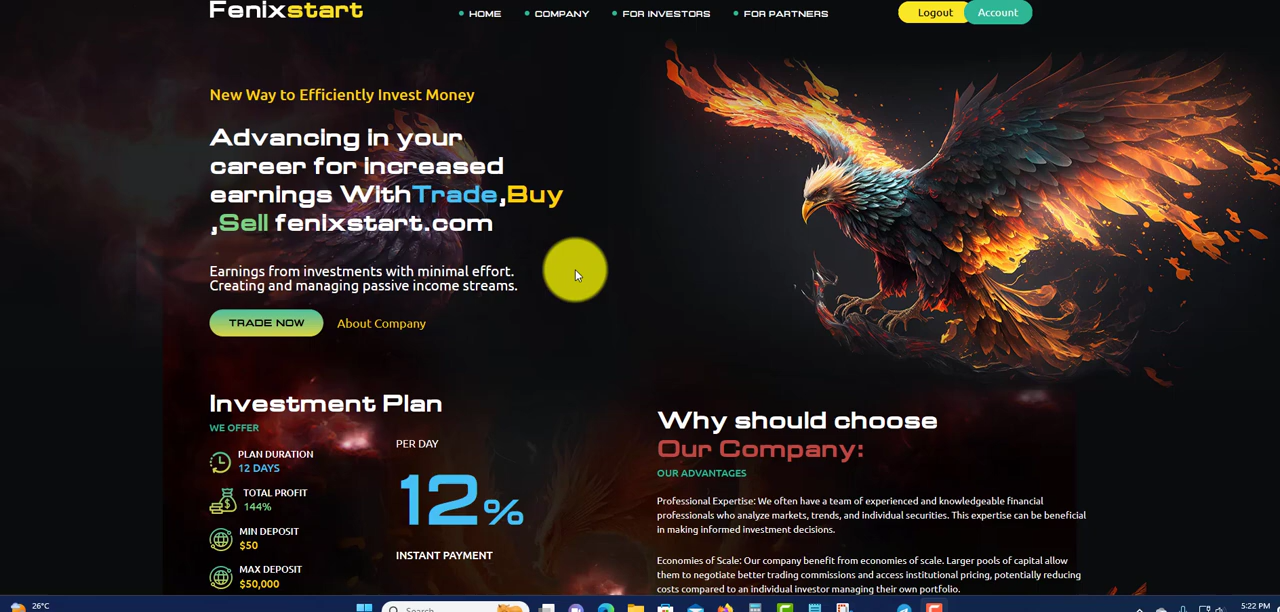 Fenixstart
HOME
COMPANY
FOR INVESTORS
FOR PARTNERS
Logout
Account
New Way to Efficiently Invest Money
Advancing in your
career for increased
earnings WithTrade,Buy
,Sell fenixstart.com
Earnings from investments with minimal effort.
Creating and managing passive income streams.
TRADE NOW
About Company
Investment Plan
WE OFFER
PLAN DURATION
12 DAYS
TOTAL PROFIT
144%
MIN DEPOSIT
$50
MAX DEPOSIT
$50,000
PER DAY
12%
INSTANT PAYMENT
Why should choose
Our Company:
OUR ADVANTAGES
Professional Expertise: We often have a team of experienced and knowledgeable financial
professionals who analyze markets, trends, and individual securities. This expertise can be beneficial
in making informed investment decisions.
Economies of Scale: Our company benefit from economies of scale. Larger pools of capital allow
them to negotiate better trading commissions and access institutional pricing, potentially reducing
costs compared to an individual investor managing their own portfolio.
26°C
Search
5:22 PM